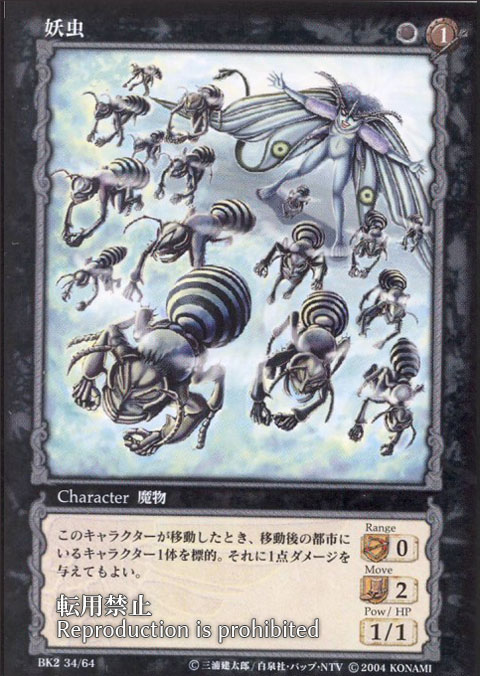 妖虫
1
Character 魔物
このキャラクターが移動したとき、移動後の都市に
いるキャラクター1体を標的。それに1点ダメージを
与えてもよい。
Range
0
Move
2
Pow/ HP
1/1
転用禁止
Reproduction is prohibited
BK2 34/64
© 三浦建太郎/白泉社・バップ・NTV © 2004 KONAMI